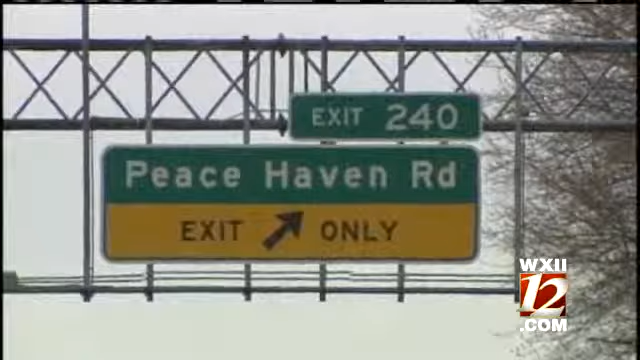 EXIT 240
Peace Haven Rd
EXIT ONLY
WXII
12
.COM